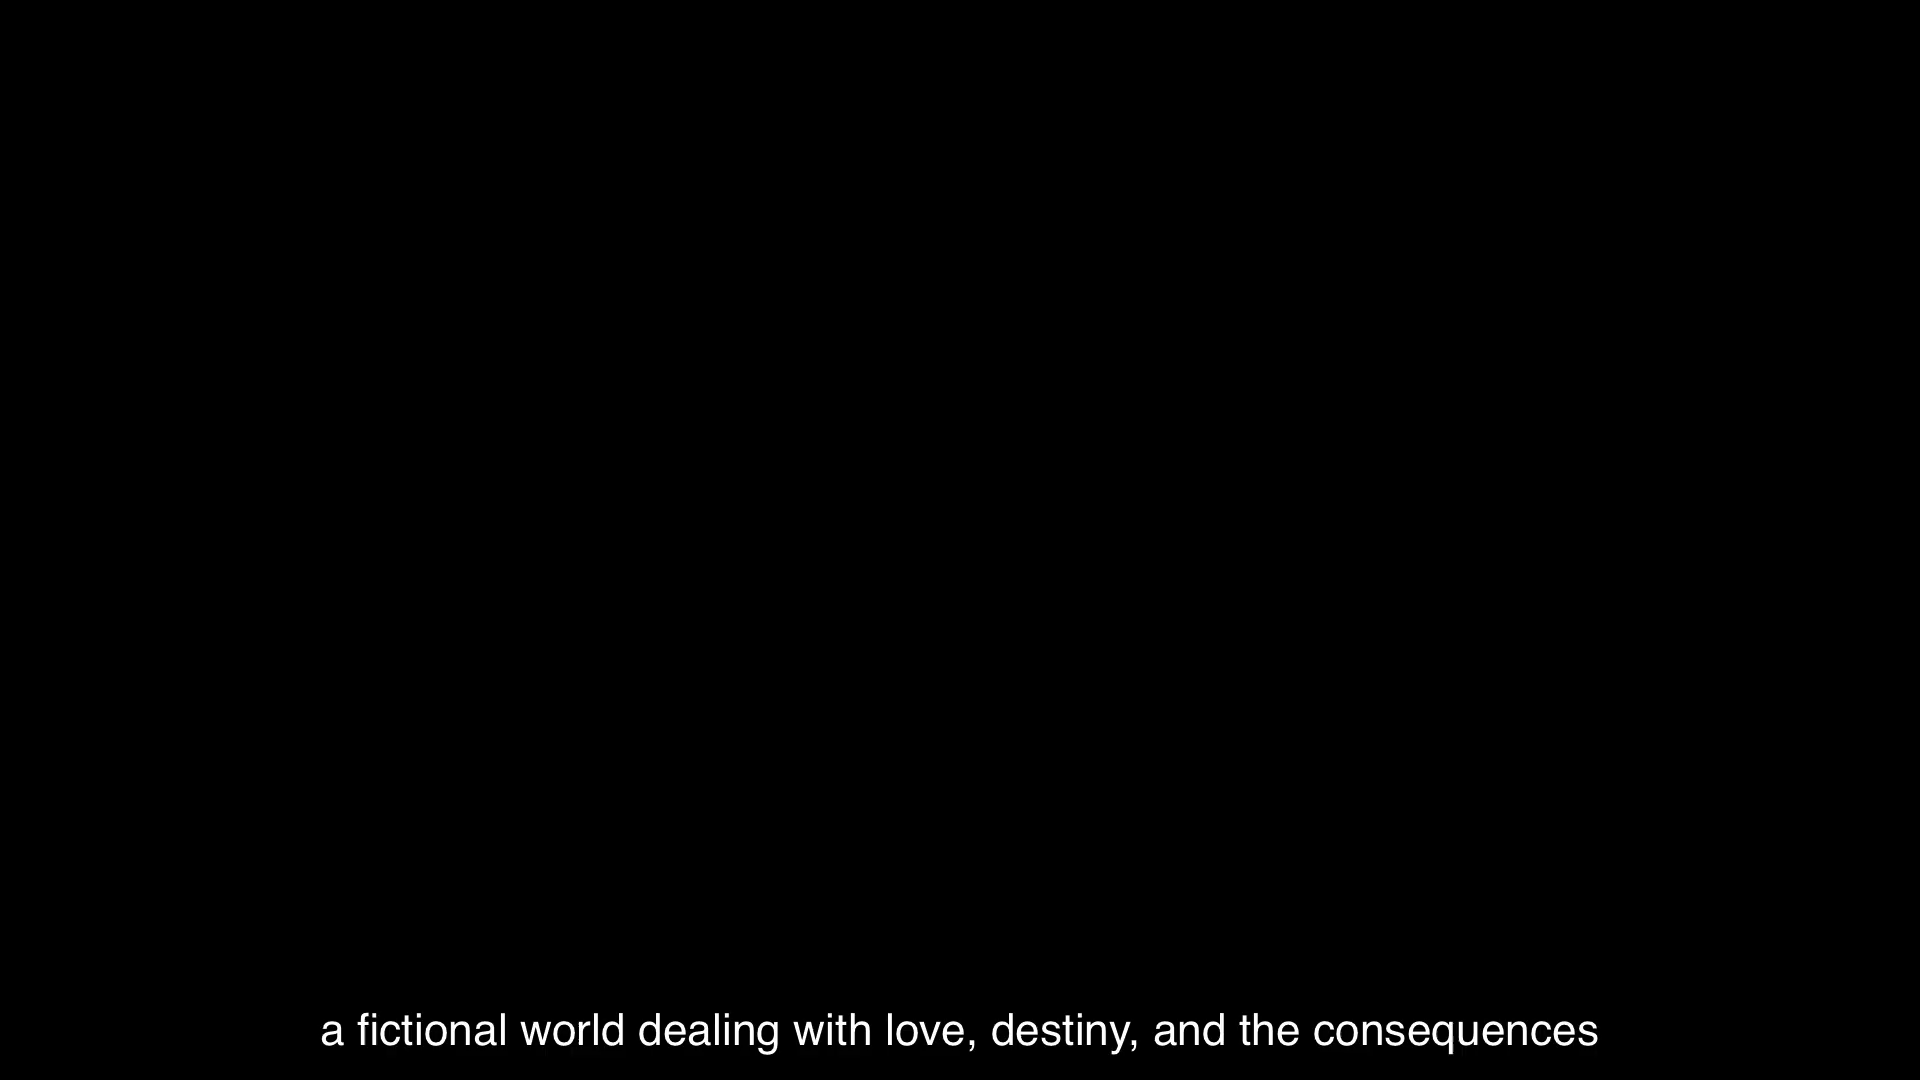 a fictional world dealing with love, destiny, and the consequences